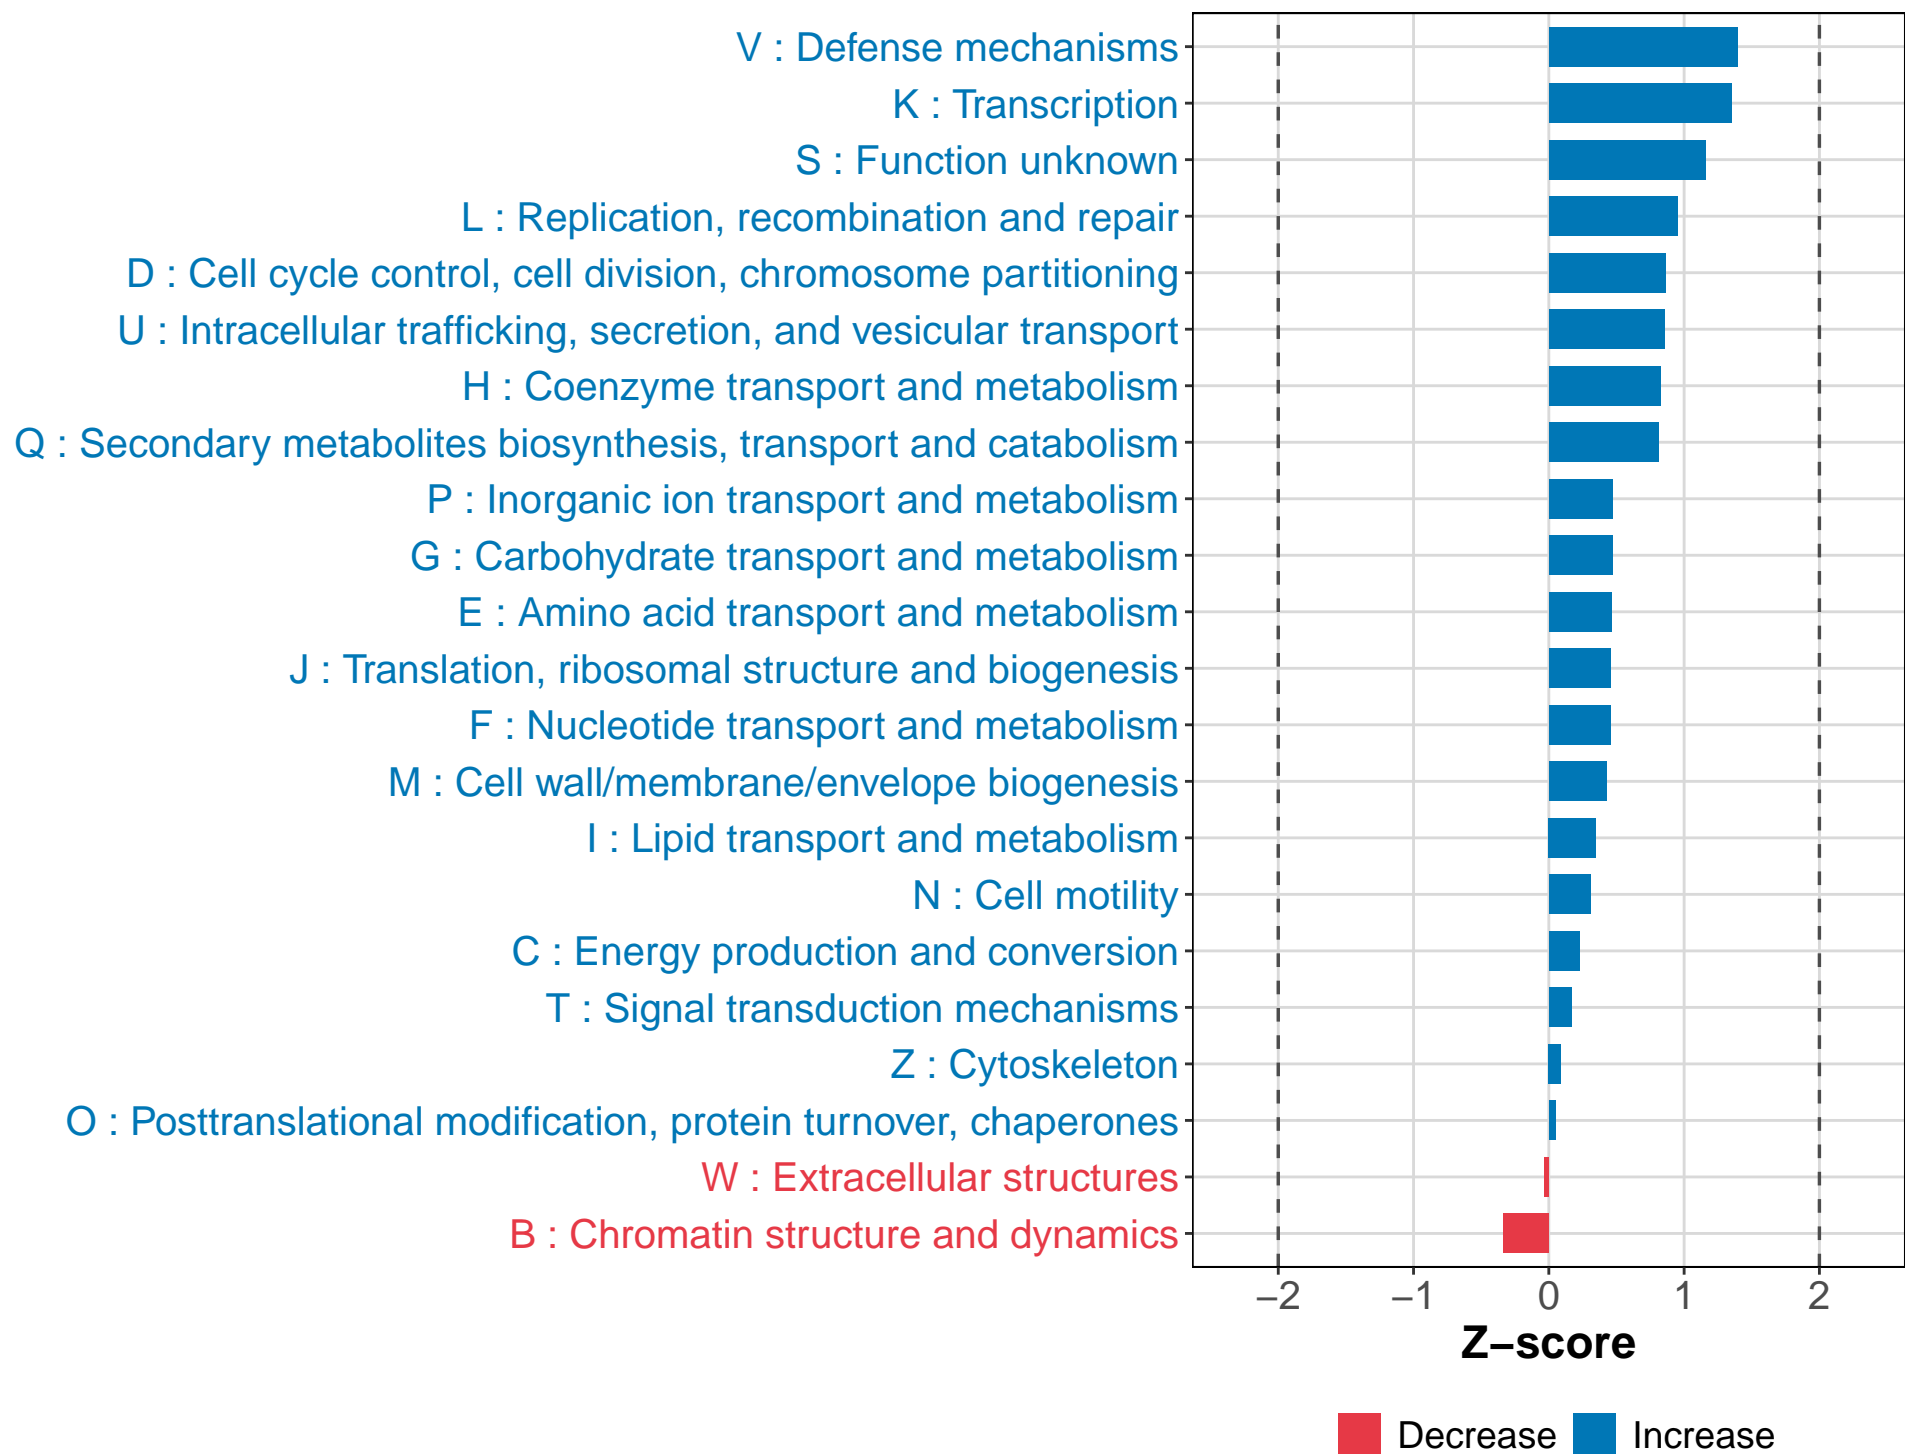 V : Defense mechanisms
K : Transcription
S : Function unknown
L : Replication, recombination and repair
D : Cell cycle control, cell division, chromosome partitioning
U : Intracellular trafficking, secretion, and vesicular transport
H : Coenzyme transport and metabolism
Q : Secondary metabolites biosynthesis, transport and catabolism
P : Inorganic ion transport and metabolism
G : Carbohydrate transport and metabolism
E : Amino acid transport and metabolism
J : Translation, ribosomal structure and biogenesis
F : Nucleotide transport and metabolism
M : Cell wall/membrane/envelope biogenesis
I : Lipid transport and metabolism
N : Cell motility
C : Energy production and conversion
T : Signal transduction mechanisms
Z : Cytoskeleton
O : Posttranslational modification, protein turnover, chaperones
W : Extracellular structures
B : Chromatin structure and dynamics
−2 −1 0 1 2
Z−score
Decrease Increase